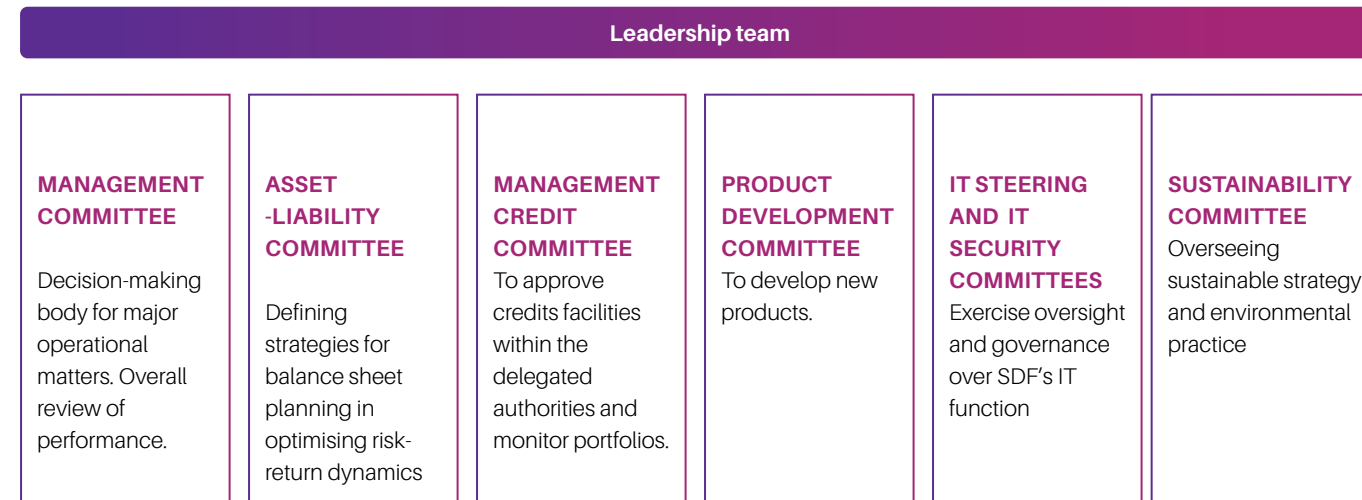 Leadership team
MANAGEMENT
COMMITTEE
Decision-making
body for major
operational
matters. Overall
review of
performance.
ASSET
-LIABILITY
COMMITTEE
Defining
strategies for
balance sheet
planning in
optimising risk-
return dynamics
MANAGEMENT
CREDIT
COMMITTEE
To approve
credits facilities
within the
delegated
authorities and
monitor portfolios.
PRODUCT
DEVELOPMENT
COMMITTEE
To develop new
products.
IT STEERING
AND IT
SECURITY
COMMITTEES
Exercise oversight
and governance
over SDF’s IT
function
SUSTAINABILITY
COMMITTEE
Overseeing
sustainable strategy
and environmental
practice